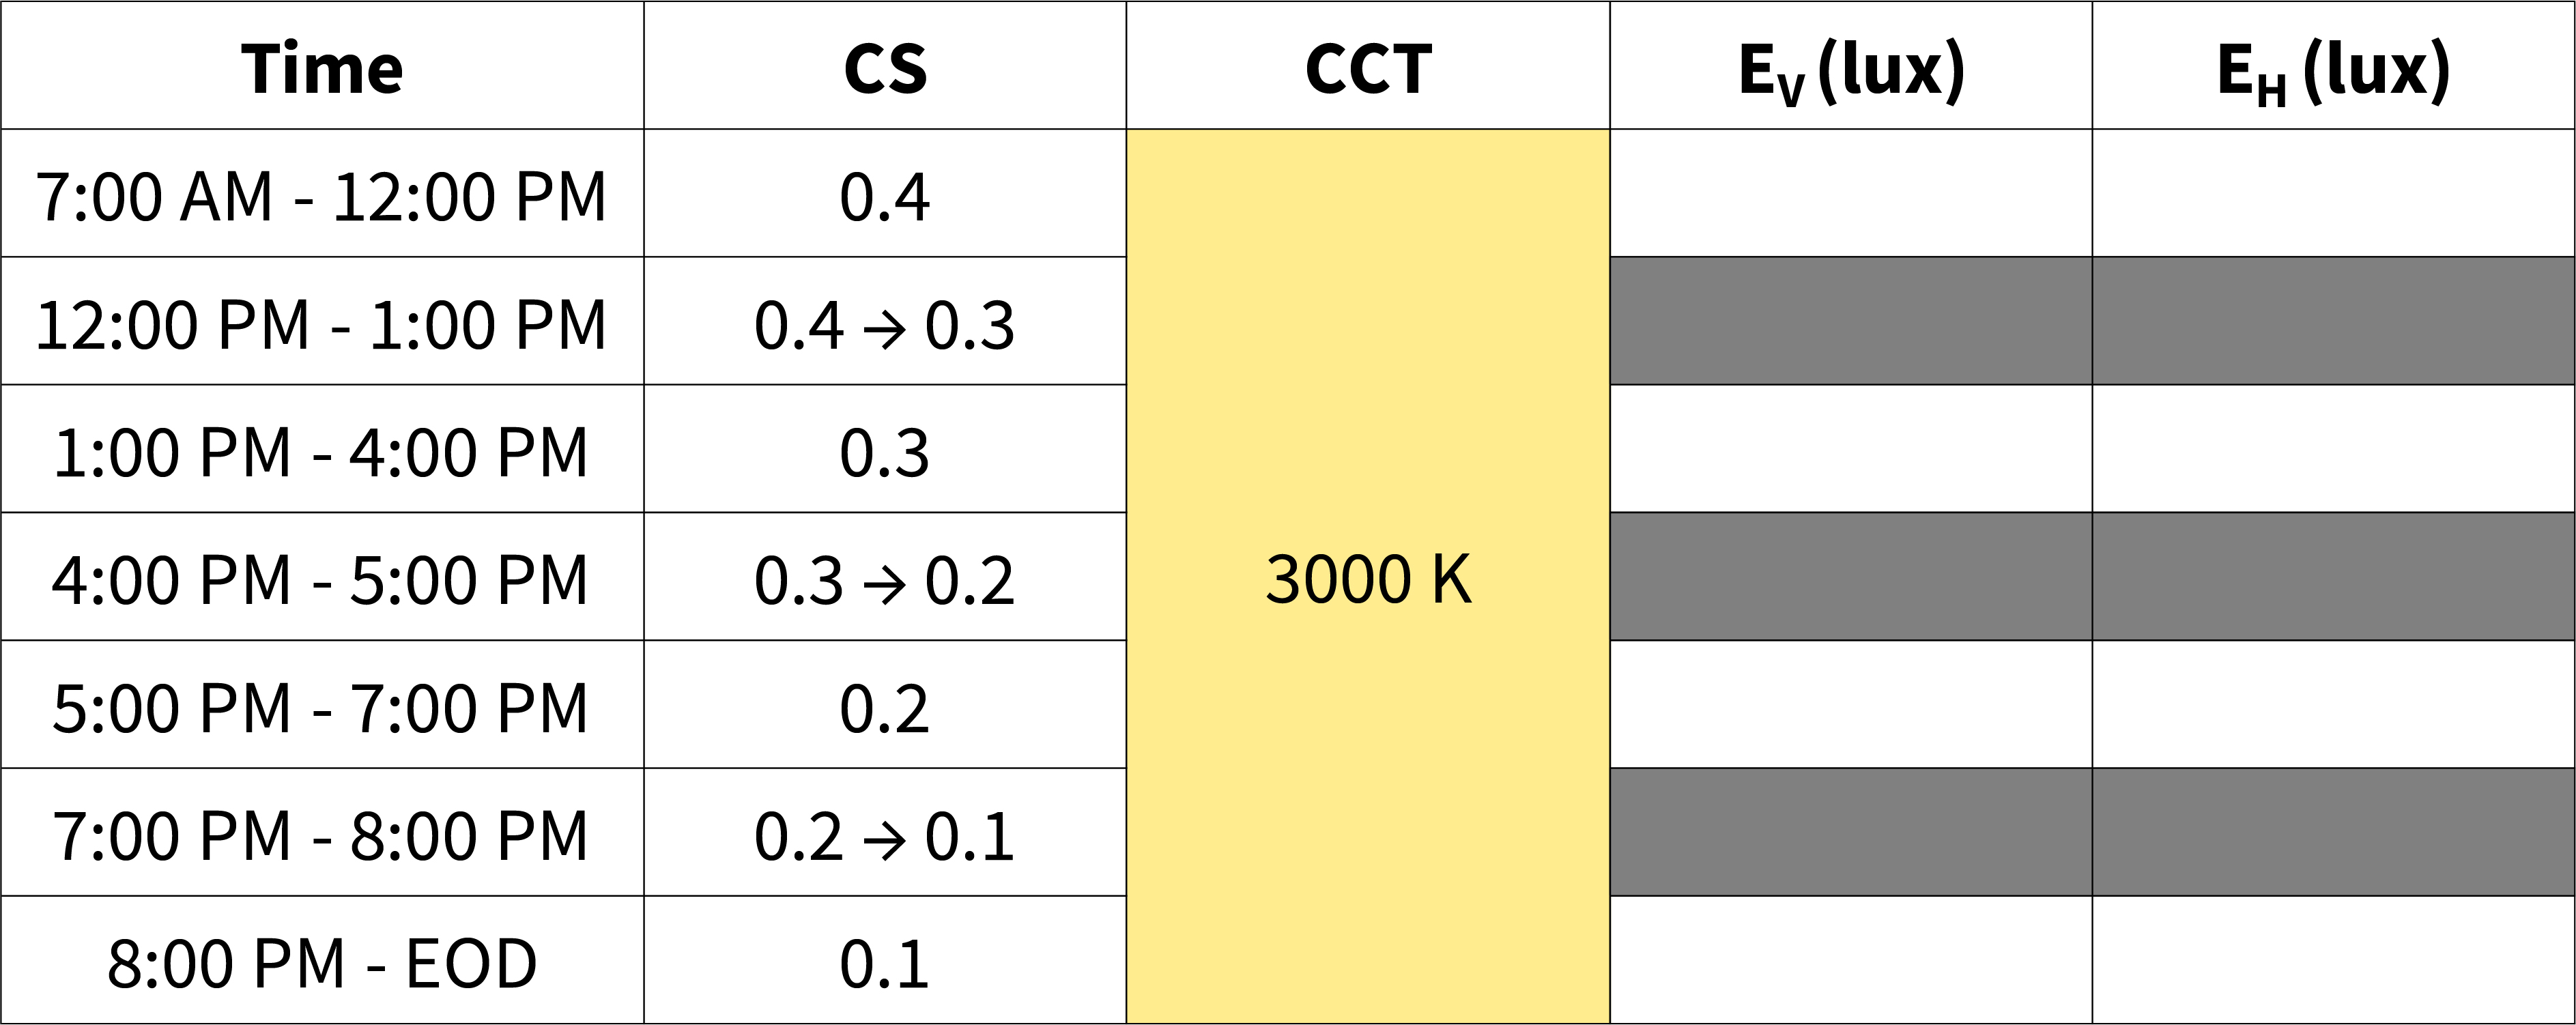 Time CS CCT EV (lux) EH (lux)
7:00 AM - 12:00 PM 0.4
12:00 PM - 1:00 PM 0.4 → 0.3
1:00 PM - 4:00 PM 0.3
4:00 PM - 5:00 PM 0.3 → 0.2 3000 K
5:00 PM - 7:00 PM 0.2
7:00 PM - 8:00 PM 0.2 → 0.1
8:00 PM - EOD 0.1